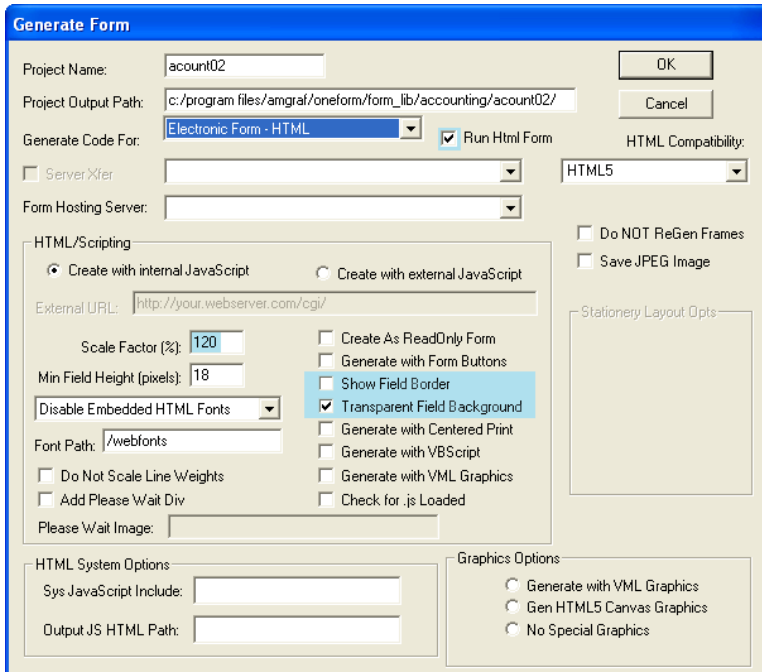 Generate Form
Project Name: acount02 OK
Project Output Path: c:/program files/amgraf/oneform/form_lib/accounting/acount02/ Cancel
Generate Code For: Electronic Form - HTML Run Html Form HTML Compatibility:
Server Xfer HTML5
Form Hosting Server:
Do NOT ReGen Frames
HTML/Scripting
Save JPEG Image
Create with internal JavaScript Create with external JavaScript
External URL: http://your.webserver.com/cgi/
Stationery Layout Opts
Scale Factor (%): 120 Create As ReadOnly Form
Generate with Form Buttons
Min Field Height (pixels): 18 Show Field Border
Disable Embedded HTML Fonts Transparent Field Background
Generate with Centered Print
Font Path: /webfonts Generate with VBScript
Do Not Scale Line Weights Generate with VML Graphics
Add Please Wait Div Check for .js Loaded
Please Wait Image:
HTML System Options Graphics Options
Sys JavaScript Include: Generate with VML Graphics
Gen HTML5 Canvas Graphics
Output JS HTML Path: No Special Graphics